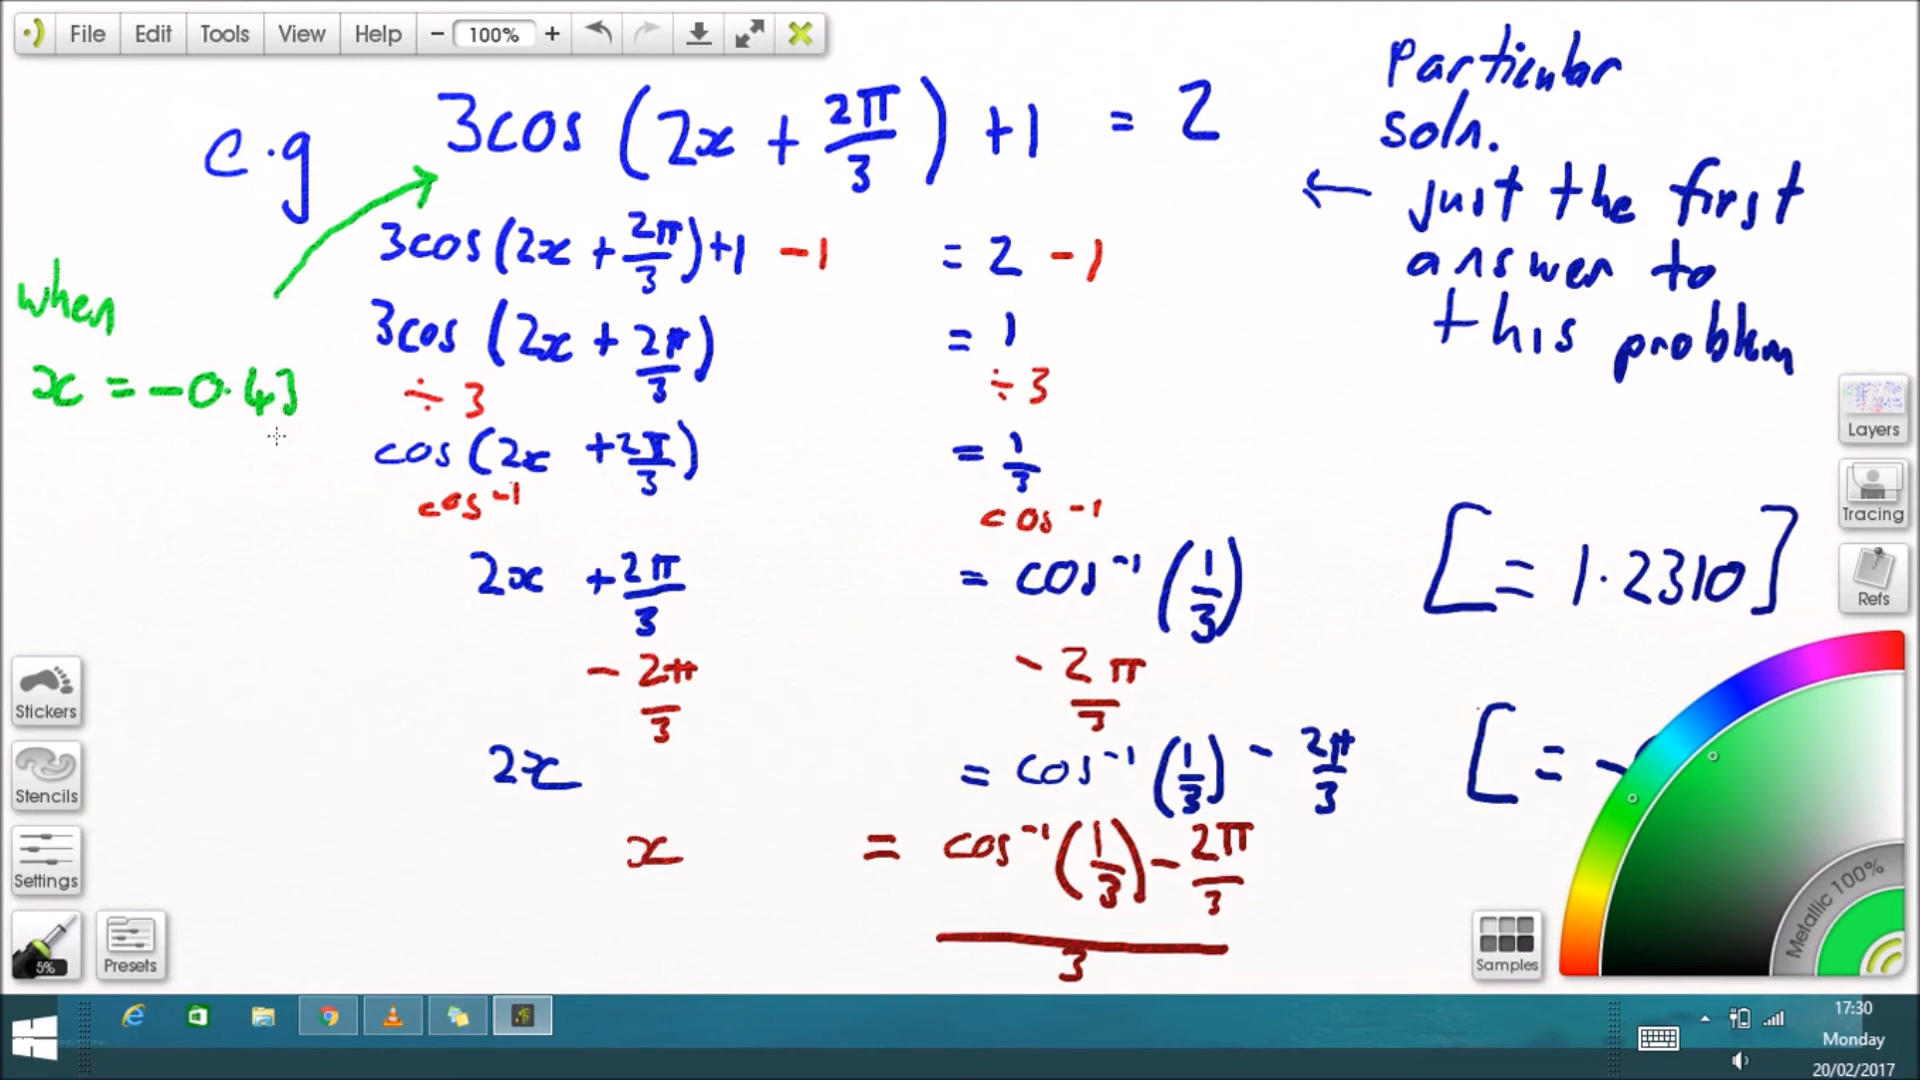 File Edit Tools View Help − 100% +
e.g 3cos (2x + 2π/3) + 1 = 2
3cos (2x + 2π/3) + 1 − 1 = 2 − 1
3cos (2x + 2π/3) = 1
÷ 3 ÷ 3
cos (2x + 2π/3) = 1/3
cos⁻¹ cos⁻¹
2x + 2π/3 = cos⁻¹ (1/3) [= 1.2310]
− 2π/3 − 2π/3
2x = cos⁻¹ (1/3) − 2π/3 [= −
x = (cos⁻¹ (1/3) − 2π/3)/3
when
x = −0.43
Particular
soln.
← just the first
answer to
this problem
Layers
Tracing
Refs
Stickers
Stencils
Settings
5%
Presets
Samples
Metallic 100%
17:30
Monday
20/02/2017